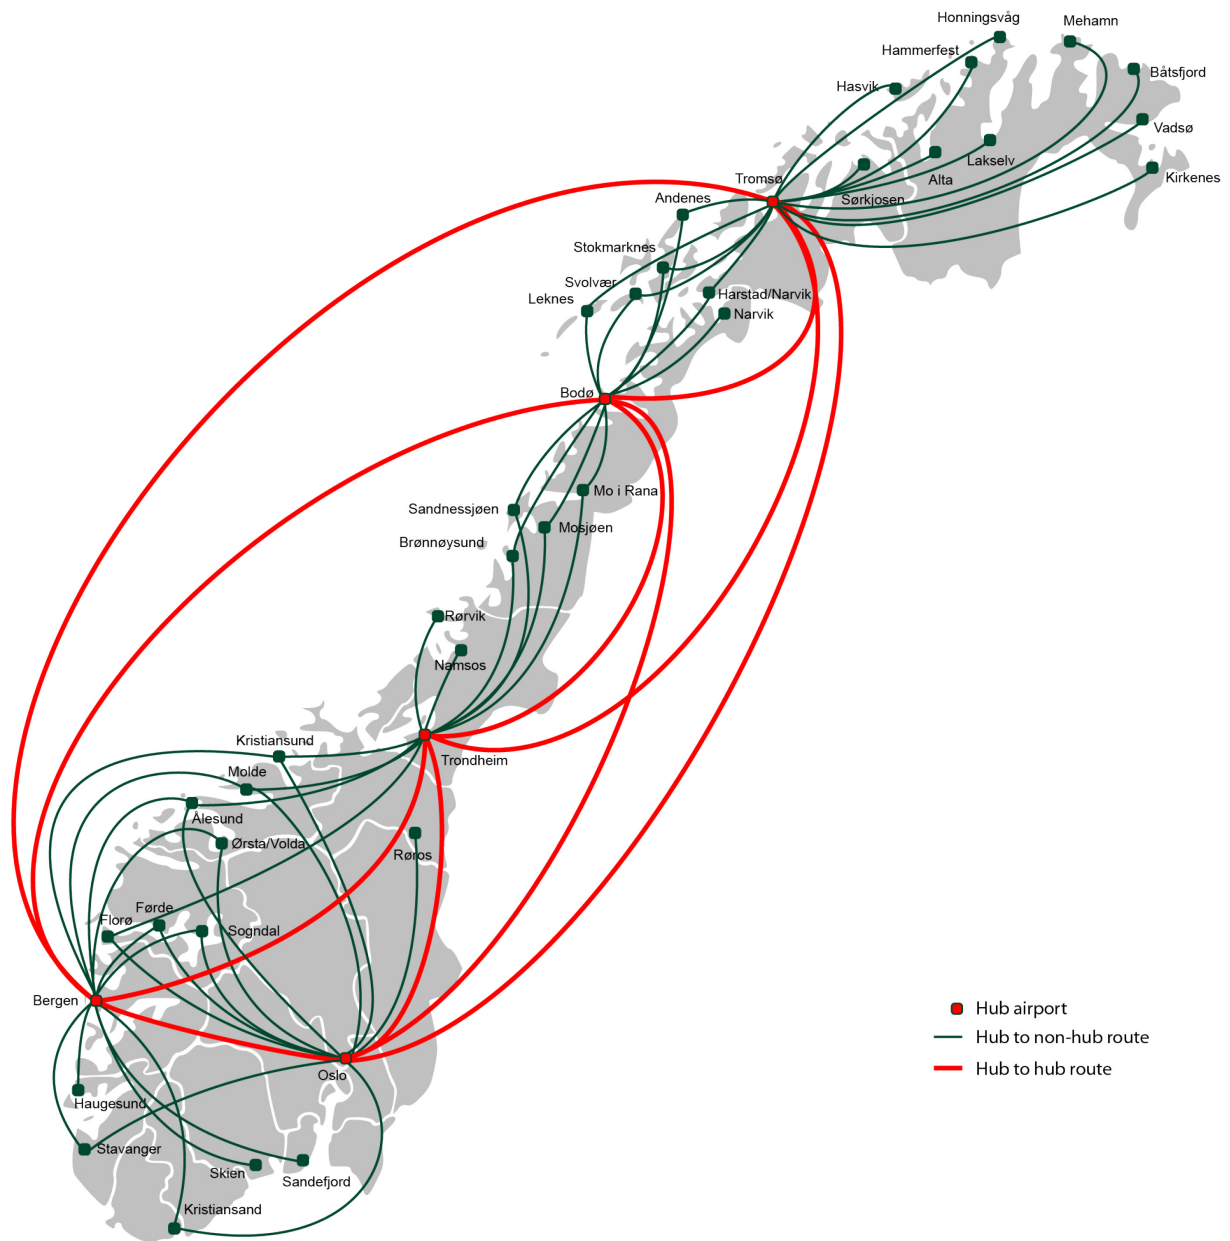 Honningsvåg
Mehamn
Hammerfest
Båtsfjord
Hasvik
Vadsø
Lakselv
Kirkenes
Alta
Tromsø
Sørkjosen
Andenes
Stokmarknes
Svolvær
Harstad/Narvik
Leknes
Narvik
Bodø
Mo i Rana
Sandnessjøen
Mosjøen
Brønnøysund
Rørvik
Namsos
Kristiansund
Trondheim
Molde
Ålesund
Ørsta/Volda
Røros
Førde
Florø
Sogndal
Bergen
Hub airport
Hub to non-hub route
Hub to hub route
Oslo
Haugesund
Stavanger
Skien
Sandefjord
Kristiansand